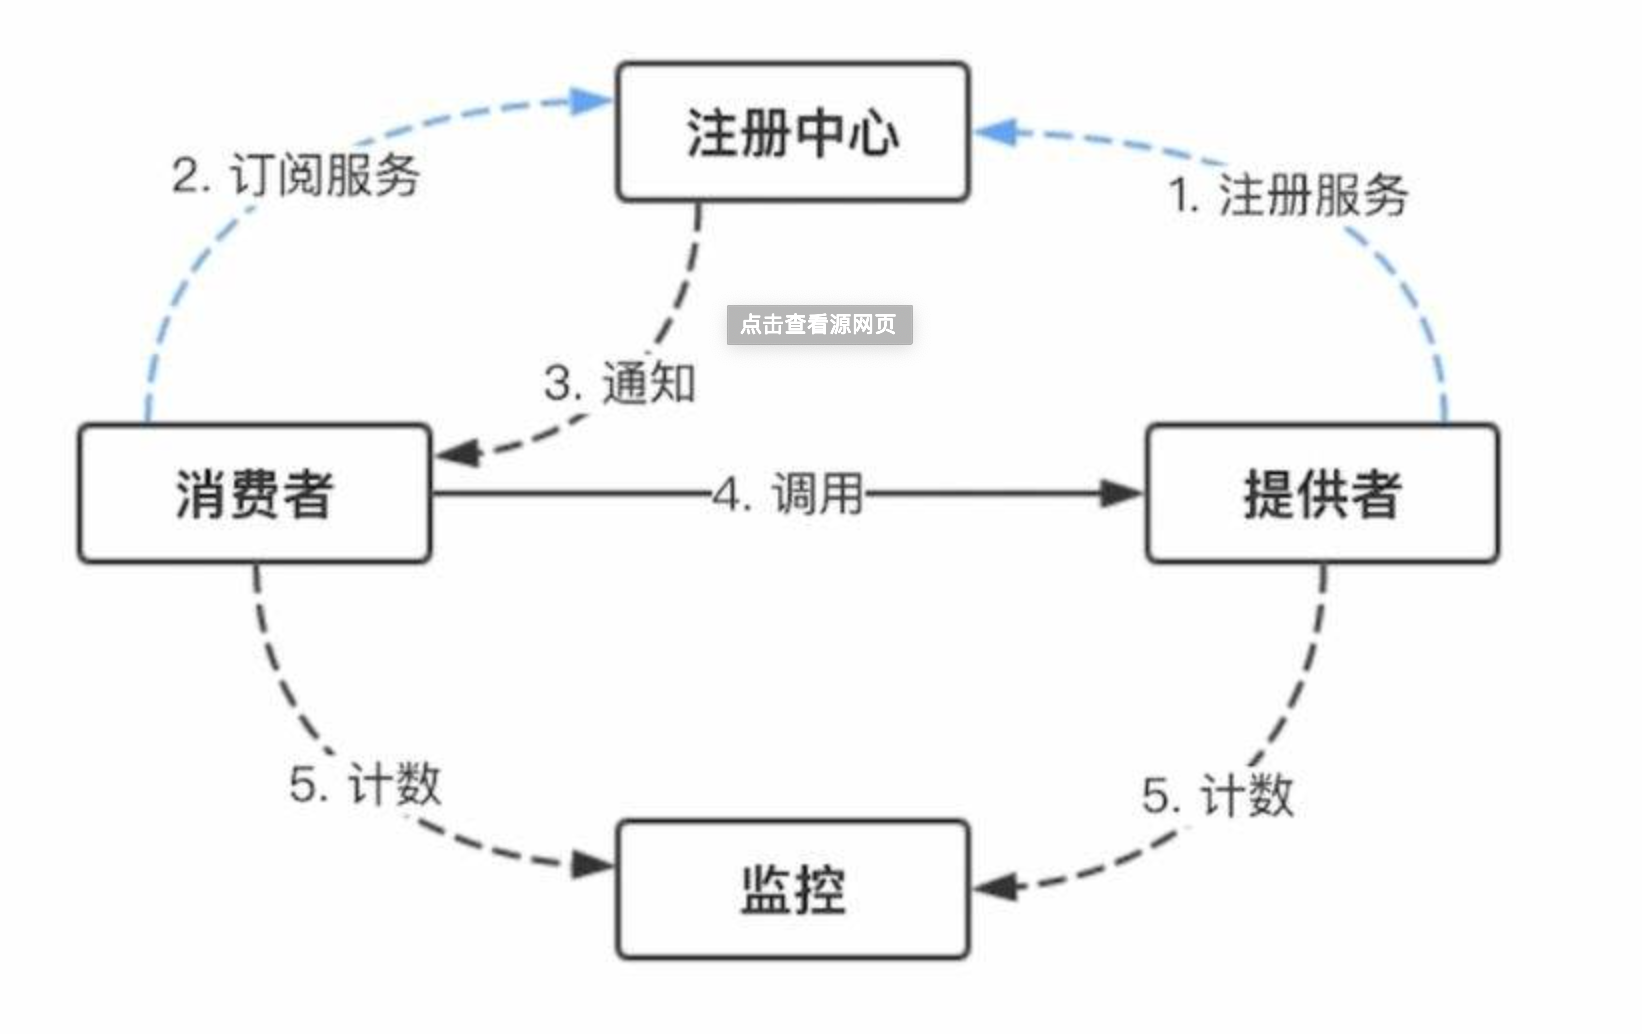 注册中心
2. 订阅服务
1. 注册服务
点击查看源网页
3. 通知
消费者
4. 调用
提供者
5. 计数
5. 计数
监控